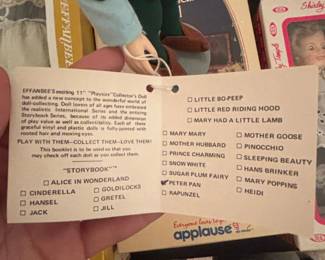 EFFANBEE's exciting 11" "Playsize" Collector's Doll
has added a new concept to the wonderful world of
doll-collecting. Doll lovers of all ages have embraced
the realistic International Series and the enticing
Storybook Series, because of its added dimension
of play value as well as collectability. Each of these
graceful vinyl and plastic dolls is fully-jointed with
rooted hair and moving eyes.
PLAY WITH THEM—COLLECT THEM—LOVE THEM!
This booklet is to be used so that you
may check off each doll as you collect them.
"STORYBOOK"
ALICE IN WONDERLAND
CINDERELLA
HANSEL
JACK
GOLDILOCKS
GRETEL
JILL
LITTLE BO-PEEP
LITTLE RED RIDING HOOD
MARY HAD A LITTLE LAMB
MARY MARY
MOTHER HUBBARD
PRINCE CHARMING
SNOW WHITE
SUGAR PLUM FAIRY
PETER PAN
RAPUNZEL
MOTHER GOOSE
PINOCCHIO
SLEEPING BEAUTY
HANS BRINKER
MARY POPPINS
HEIDI
applause